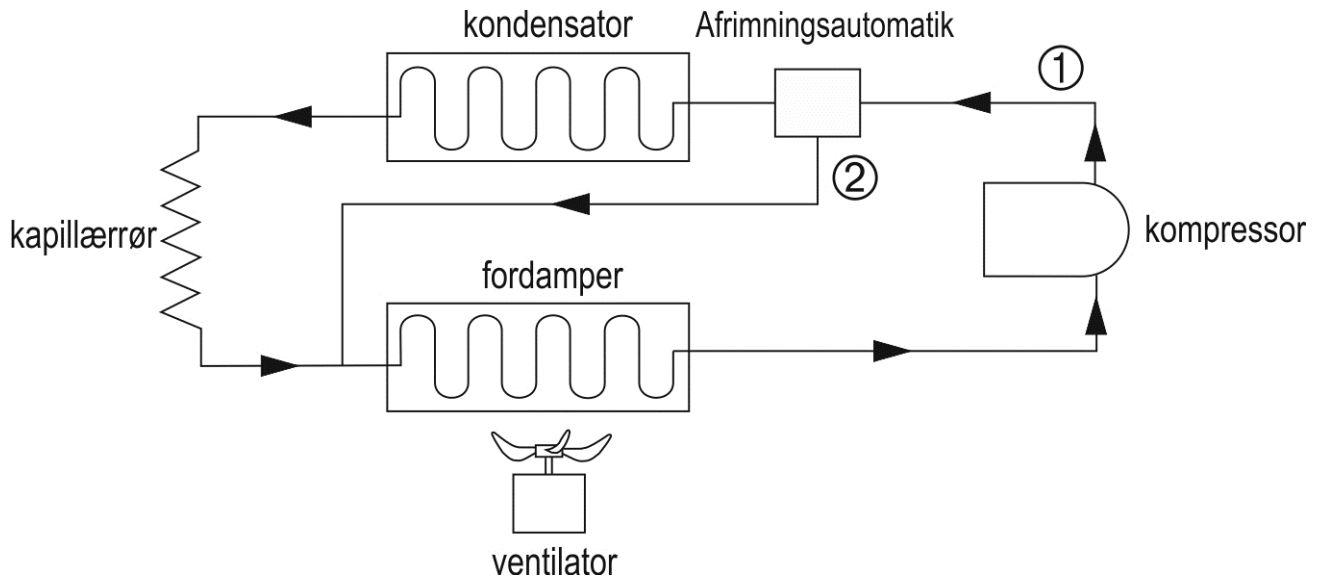 kondensator
Afrimningsautomatik
①
②
kapillærrør
kompressor
fordamper
ventilator